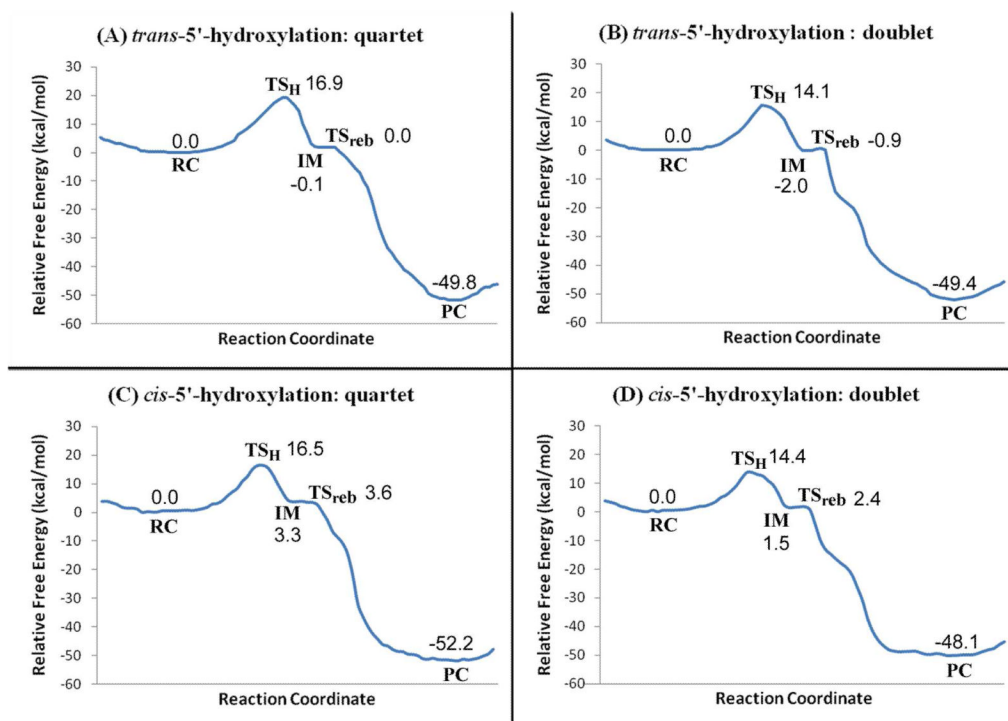 (A) trans-5'-hydroxylation: quartet
Relative Free Energy (kcal/mol)
30
20
10
0
-10
-20
-30
-40
-50
-60
0.0
RC
TSH 16.9
IM
-0.1
TSreb 0.0
-49.8
PC
Reaction Coordinate
(B) trans-5'-hydroxylation : doublet
Relative Free Energy (kcal/mol)
30
20
10
0
-10
-20
-30
-40
-50
-60
0.0
RC
TSH 14.1
IM
-2.0
TSreb -0.9
-49.4
PC
Reaction Coordinate
(C) cis-5'-hydroxylation: quartet
Relative Free Energy (kcal/mol)
30
20
10
0
-10
-20
-30
-40
-50
-60
0.0
RC
TSH 16.5
IM
3.3
TSreb 3.6
-52.2
PC
Reaction Coordinate
(D) cis-5'-hydroxylation: doublet
Relative Free Energy (kcal/mol)
30
20
10
0
-10
-20
-30
-40
-50
-60
0.0
RC
TSH 14.4
IM
1.5
TSreb 2.4
-48.1
PC
Reaction Coordinate